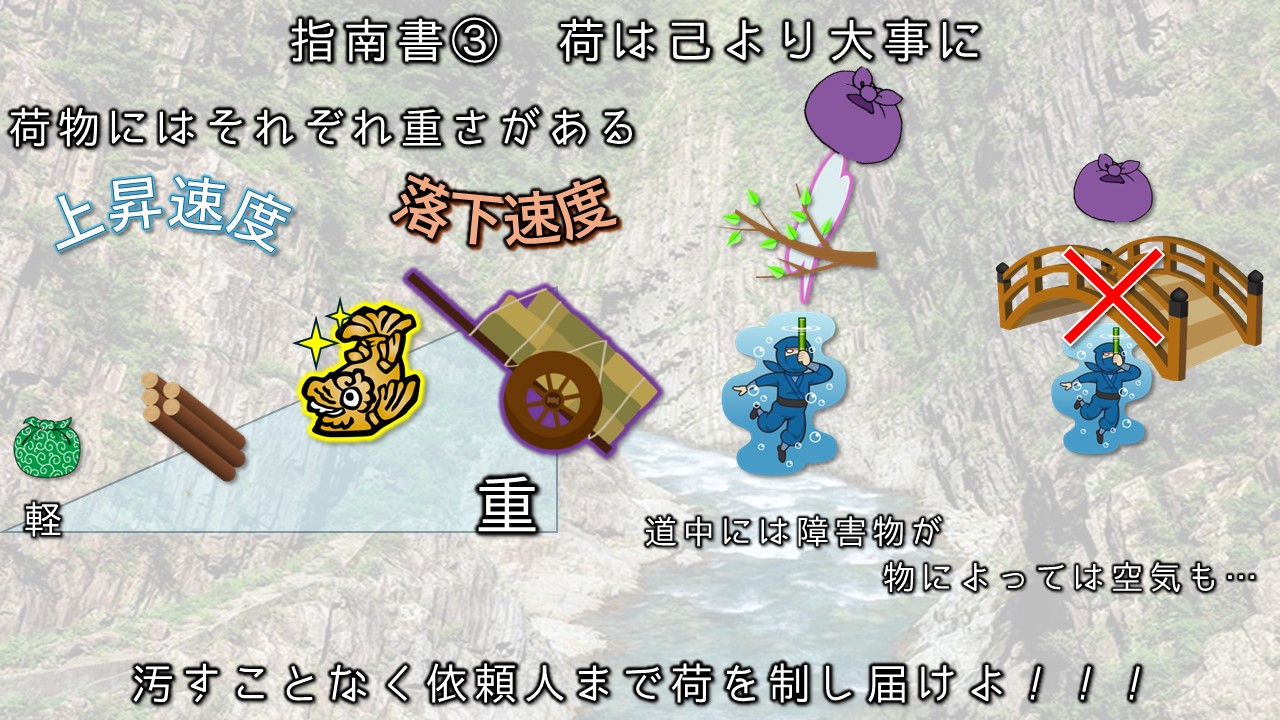 指南書③　荷は己より大事に
荷物にはそれぞれ重さがある
上昇速度
落下速度
軽
重
道中には障害物が
物によっては空気も…
汚すことなく依頼人まで荷を制し届けよ！！！